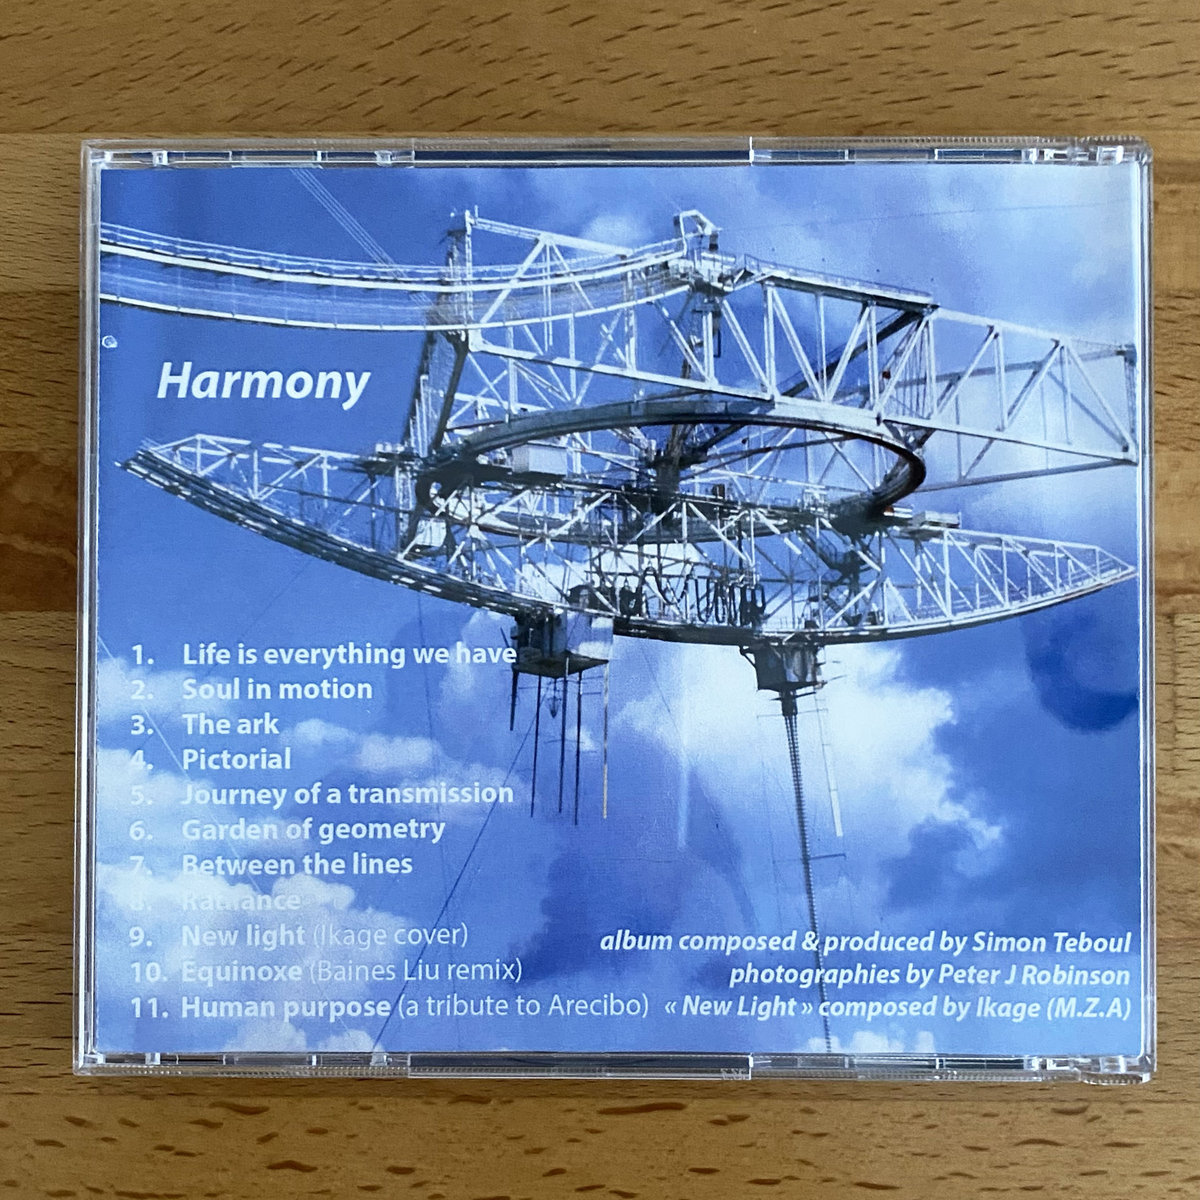 Harmony
1. Life is everything we have
2. Soul in motion
3. The ark
4. Pictorial
5. Journey of a transmission
6. Garden of geometry
7. Between the lines
8. Radiance
9. New light (Ikage cover)
10. Equinoxe (Baines Liu remix)
11. Human purpose (a tribute to Arecibo)
album composed & produced by Simon Teboul
photographies by Peter J Robinson
« New Light » composed by Ikage (M.Z.A)